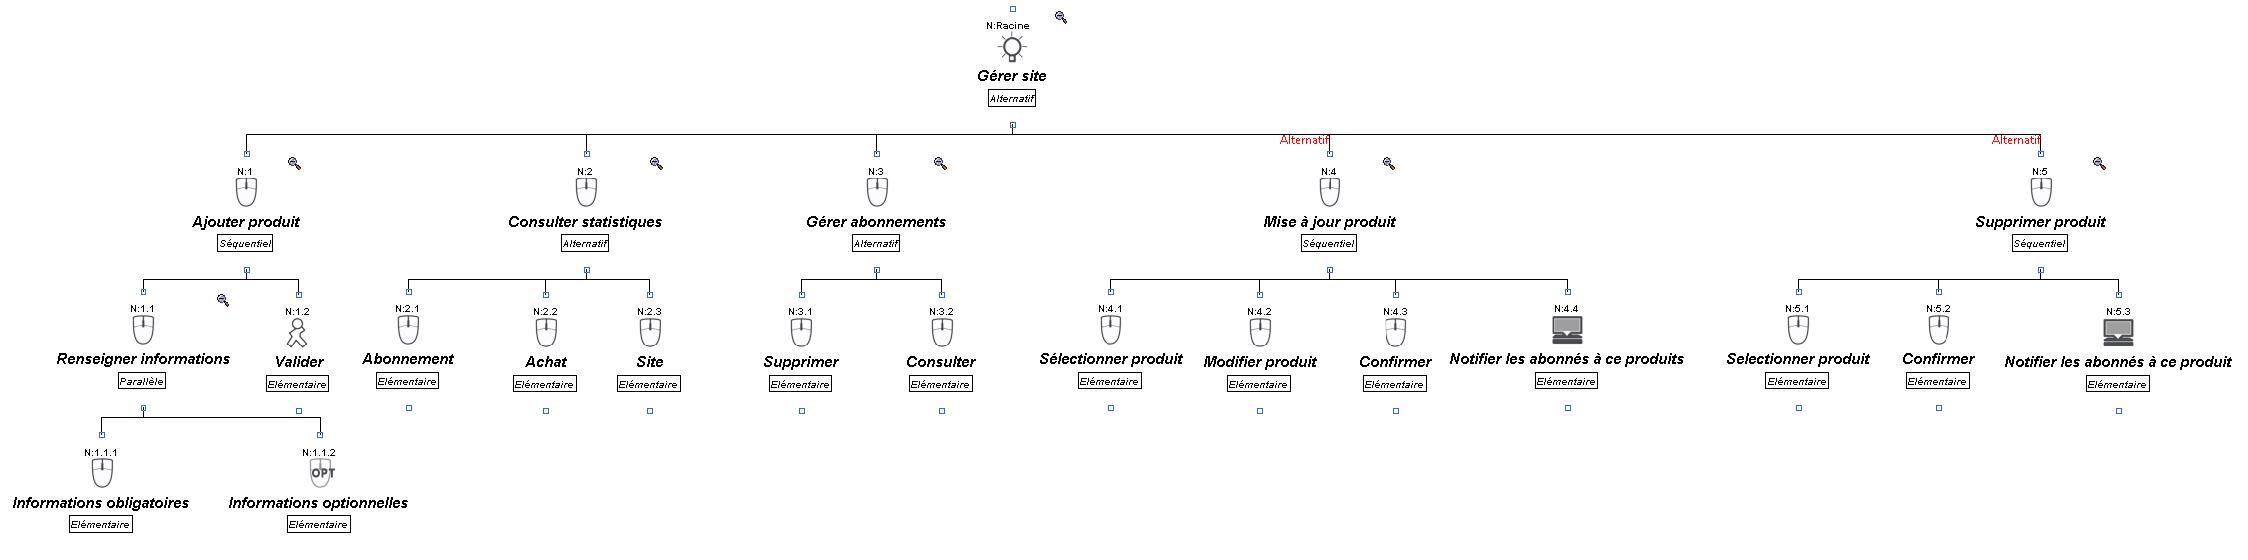 N:Racine
Gérer site
Alternatif
Alternatif
Alternatif
N:1
N:2
N:3
N:4
N:5
Ajouter produit
Consulter statistiques
Gérer abonnements
Mise à jour produit
Supprimer produit
Séquentiel
Alternatif
Alternatif
Séquentiel
Séquentiel
N:1.1
N:1.2
N:2.1
N:2.2
N:2.3
N:3.1
N:3.2
N:4.1
N:4.2
N:4.3
N:4.4
N:5.1
N:5.2
N:5.3
Renseigner informations
Valider
Abonnement
Achat
Site
Supprimer
Consulter
Sélectionner produit
Modifier produit
Confirmer
Notifier les abonnés à ce produits
Selectionner produit
Confirmer
Notifier les abonnés à ce produit
Parallèle
Elémentaire
Elémentaire
Elémentaire
Elémentaire
Elémentaire
Elémentaire
Elémentaire
Elémentaire
Elémentaire
Elémentaire
Elémentaire
Elémentaire
Elémentaire
N:1.1.1
N:1.1.2
OPT
Informations obligatoires
Informations optionnelles
Elémentaire
Elémentaire